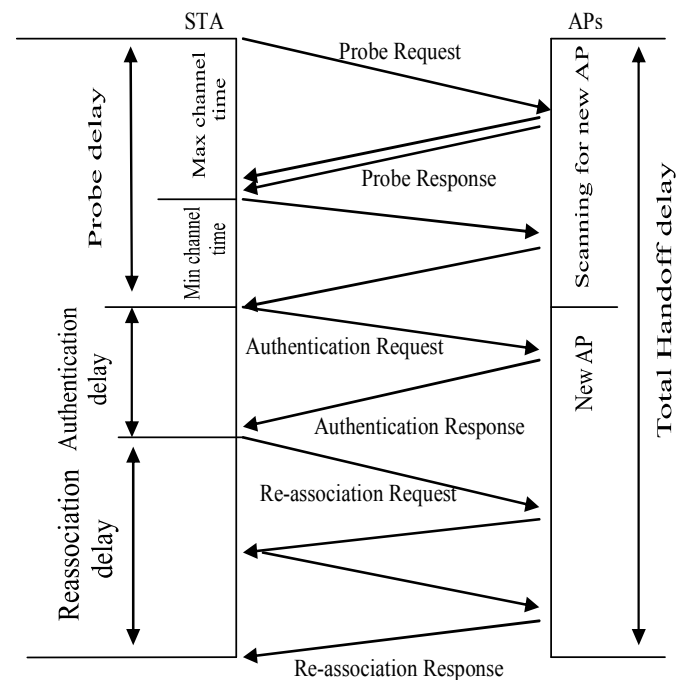 STA
APs
Probe Request
Max channel
time
Probe delay
Scanning for new AP
Probe Response
Min channel
time
Total Handoff delay
Authentication
delay
Authentication Request
New AP
Authentication Response
Reassociation
delay
Re-association Request
Re-association Response